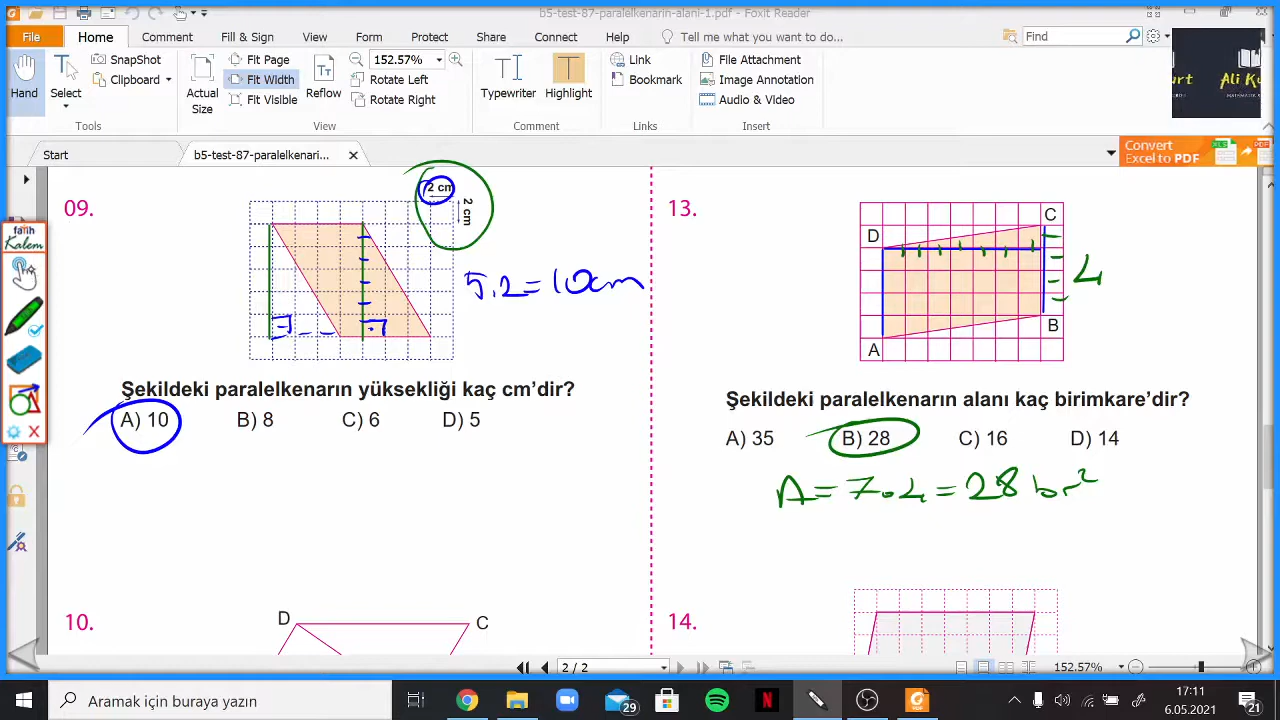 b5-test-87-paralelkenarin-alani-1.pdf - Foxit Reader
File Home Comment Fill & Sign View Form Protect Share Connect Help Tell me what you want to do... Find
Hand
Select
SnapShot
Clipboard
Tools
Actual Size
Fit Page
Fit Width
Fit Visible
Reflow
152.57%
Rotate Left
Rotate Right
View
Typewriter
Highlight
Comment
Link
Bookmark
Links
File Attachment
Image Annotation
Audio & Video
Insert
Start
b5-test-87-paralelkenari...
Convert
Excel to PDF
fatih
Kalem
09.
2 cm
2 cm
5.2=10cm
Şekildeki paralelkenarın yüksekliği kaç cm'dir?
A) 10 B) 8 C) 6 D) 5
10.
D C
13.
D C
4
A B
Şekildeki paralelkenarın alanı kaç birimkare'dir?
A) 35 B) 28 C) 16 D) 14
A=7.4=28 br²
14.
2 / 2
152.57%
Aramak için buraya yazın
29
17:11
6.05.2021
21